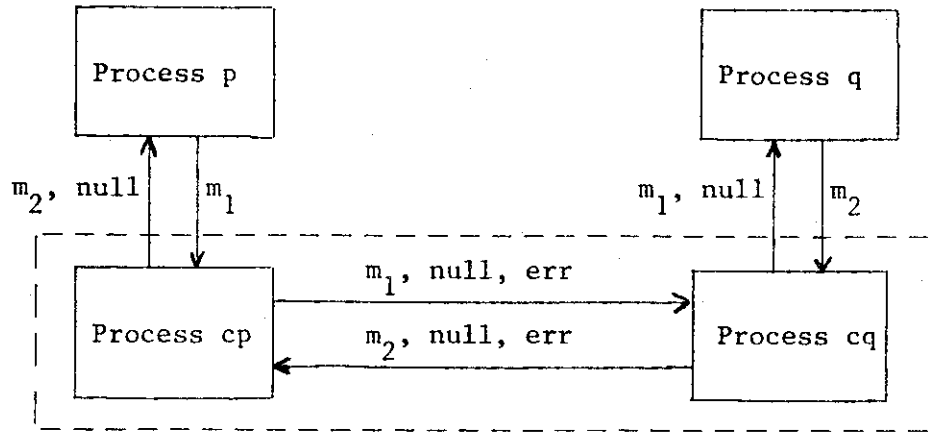 Process p
Process q
m₂, null
m₁
m₁, null
m₂
m₁, null, err
Process cp
m₂, null, err
Process cq